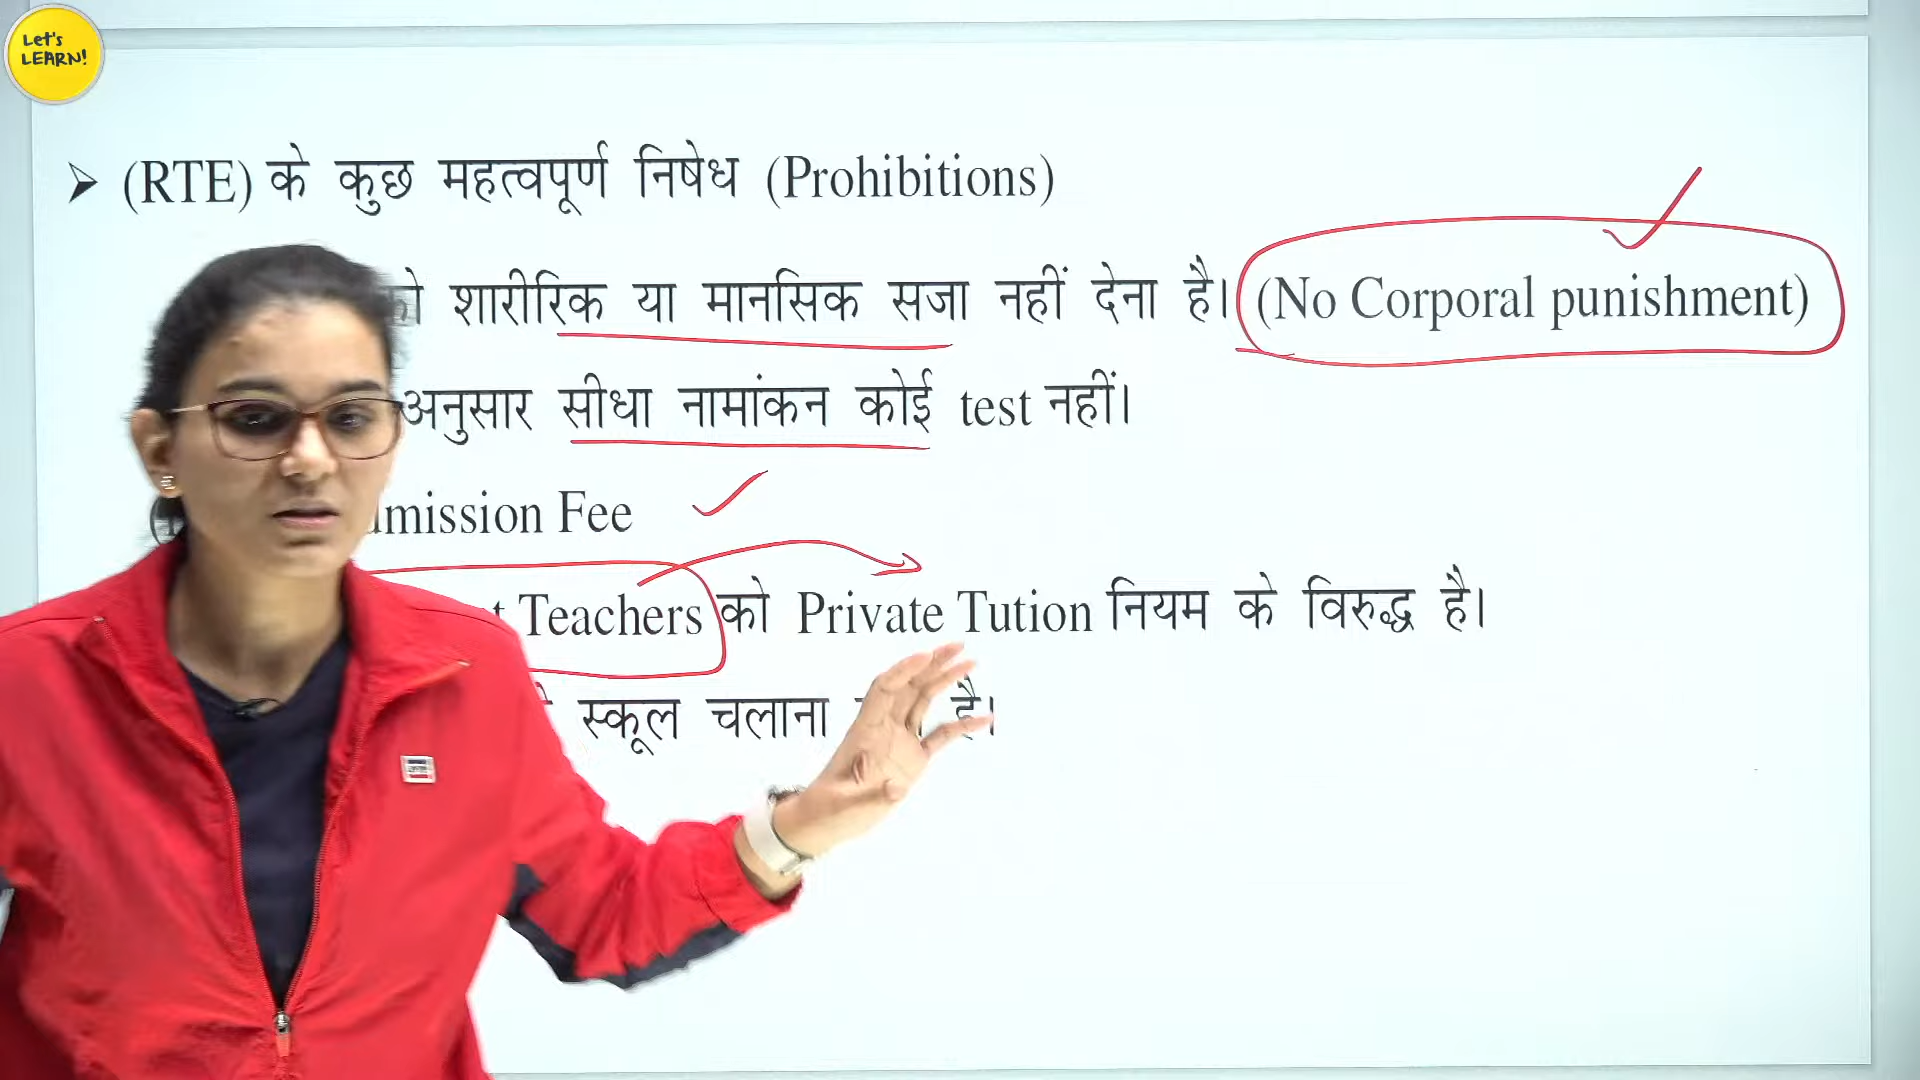 Let's
LEARN!
(RTE) के कुछ महत्वपूर्ण निषेध (Prohibitions)
शारीरिक या मानसिक सजा नहीं देना है। (No Corporal punishment)
अनुसार सीधा नामांकन कोई test नहीं।
Fee
Teachers को Private Tution नियम के विरुद्ध है।
स्कूल चलाना है।